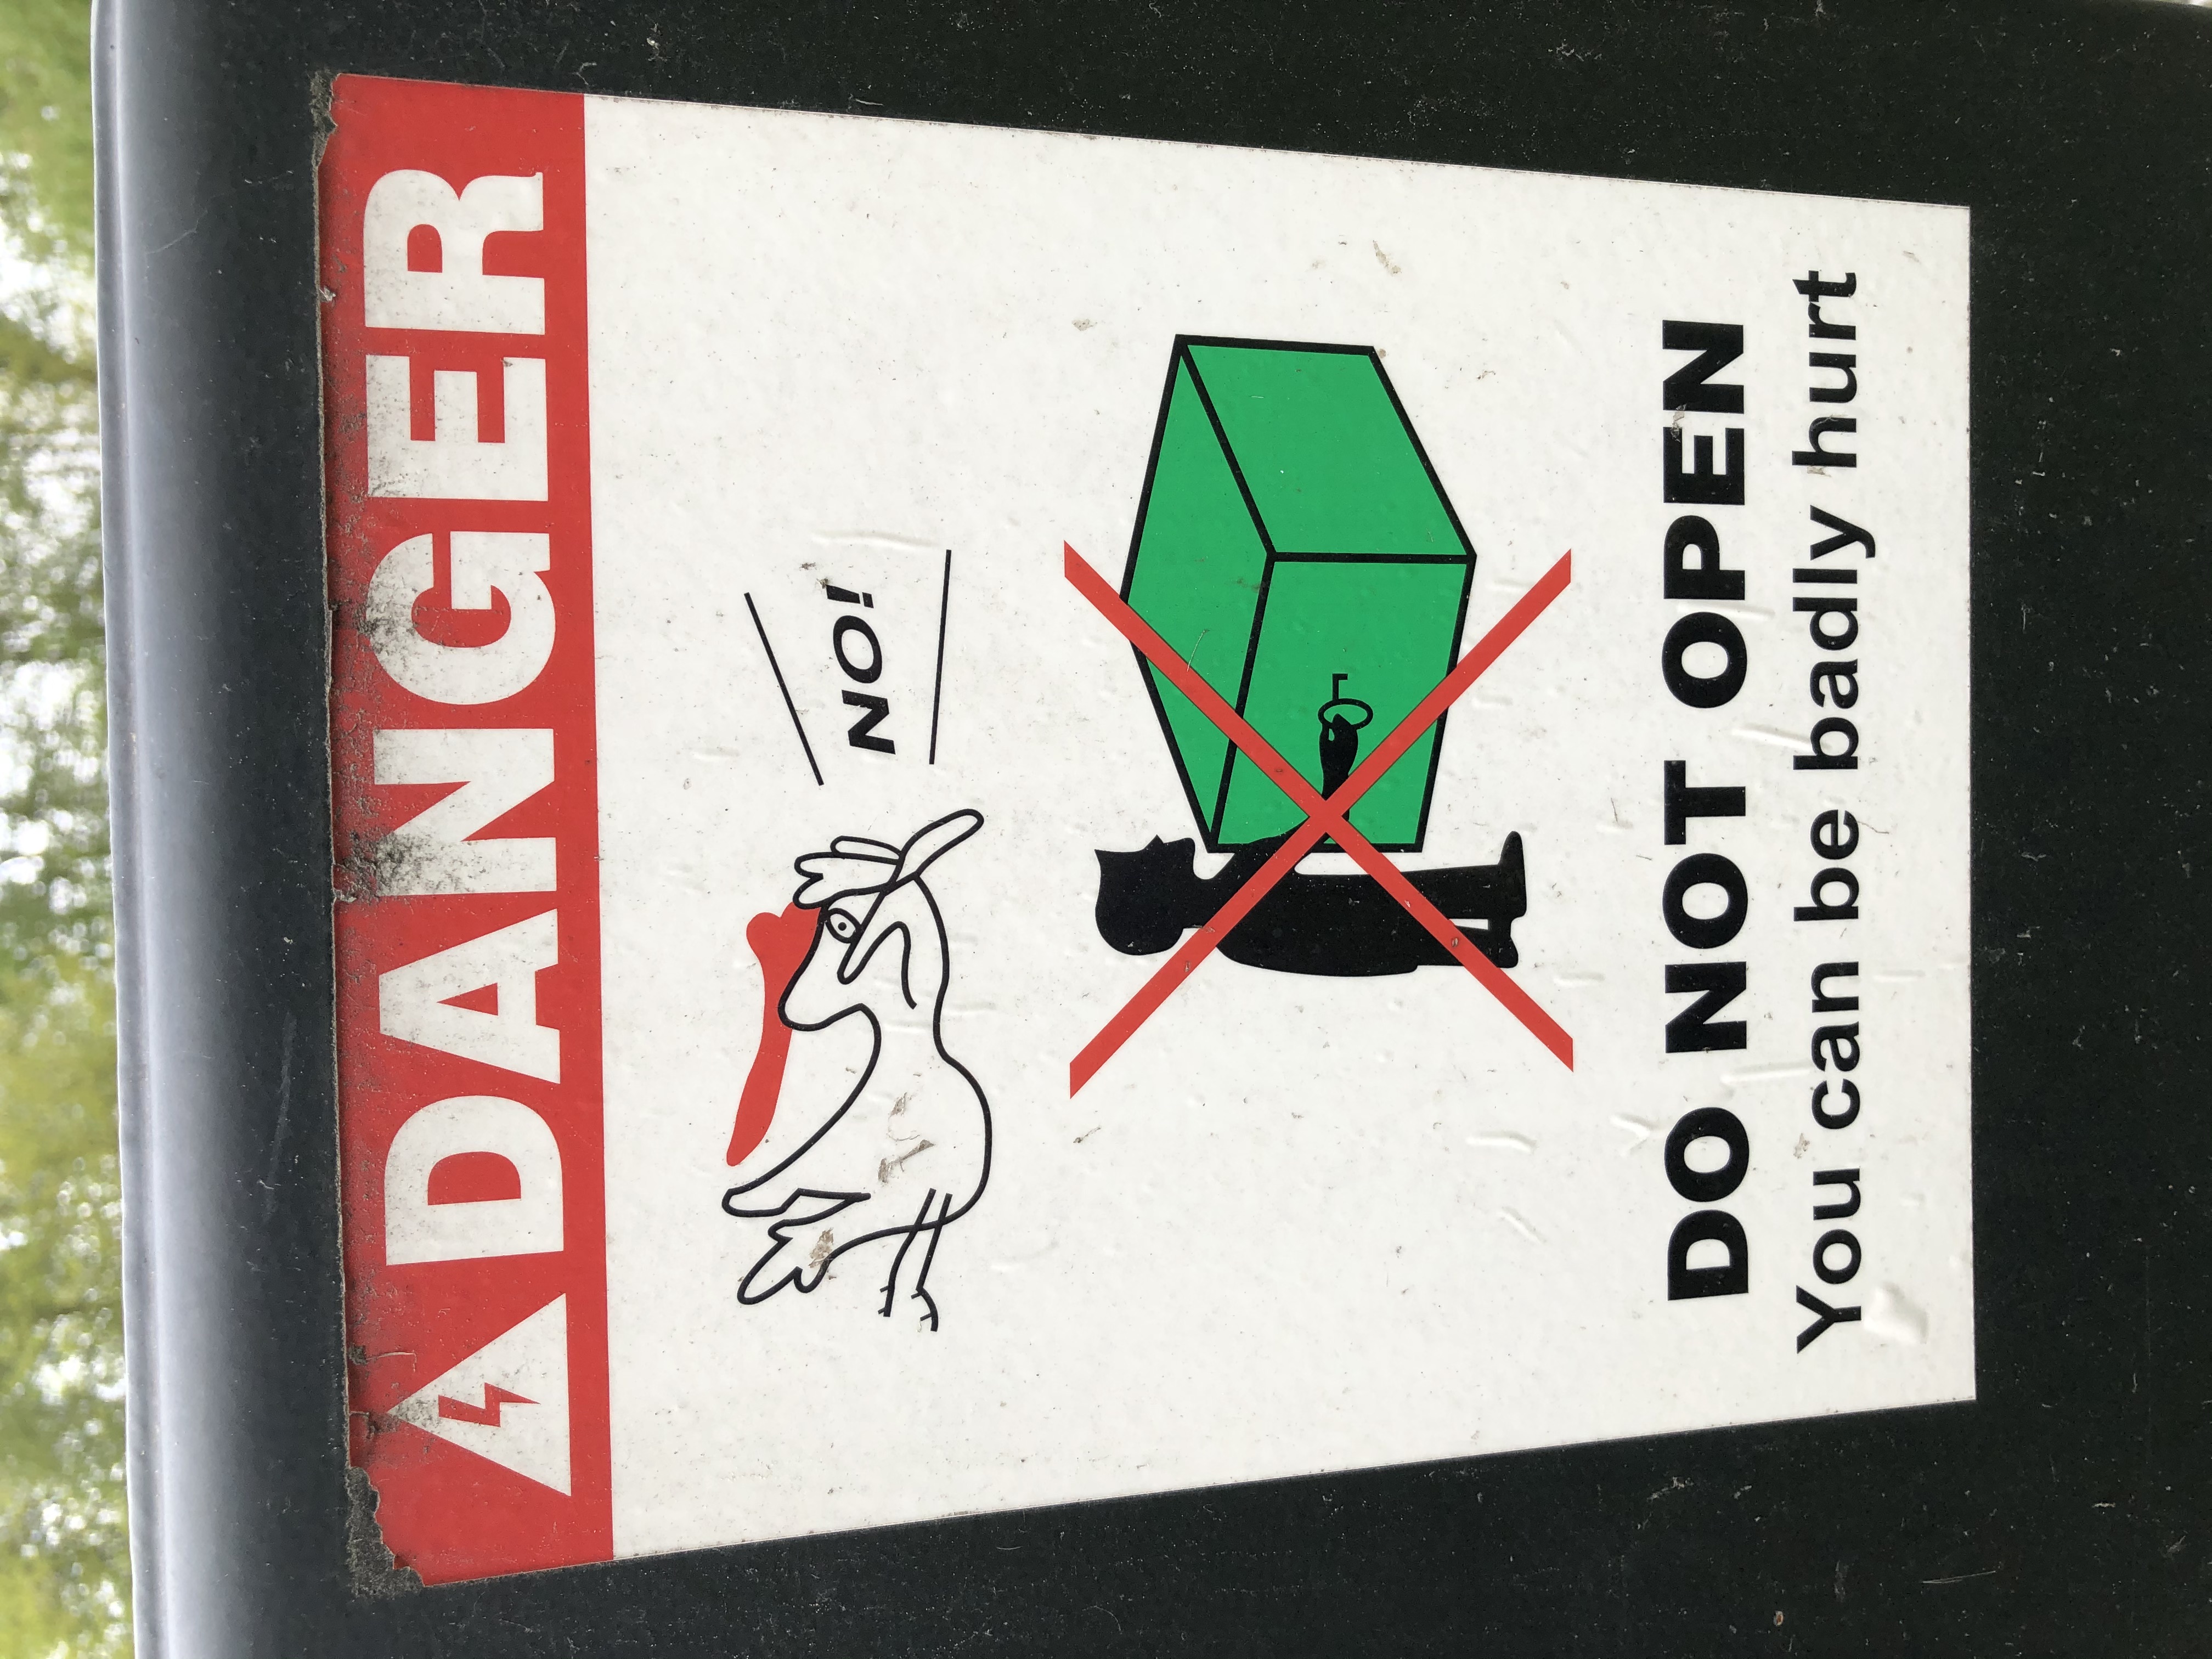 DANGER
NO!
DO NOT OPEN
You can be badly hurt